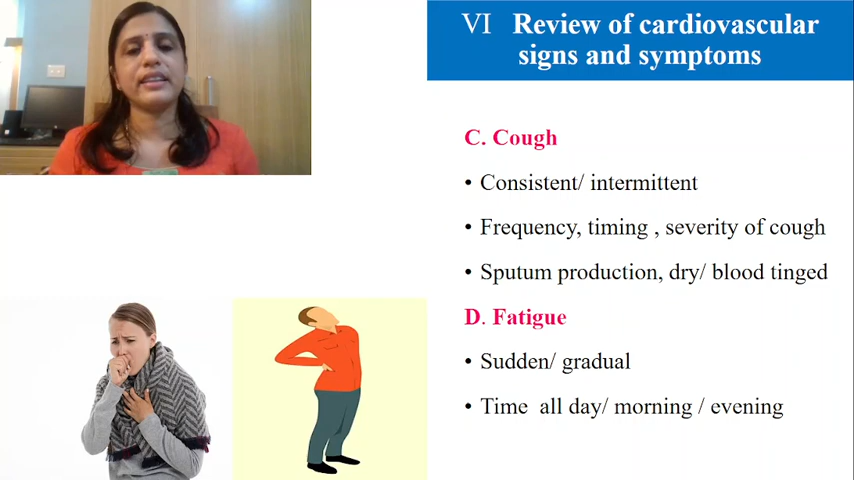 VI Review of cardiovascular
signs and symptoms
C. Cough
• Consistent/ intermittent
• Frequency, timing , severity of cough
• Sputum production, dry/ blood tinged
D. Fatigue
• Sudden/ gradual
• Time all day/ morning / evening